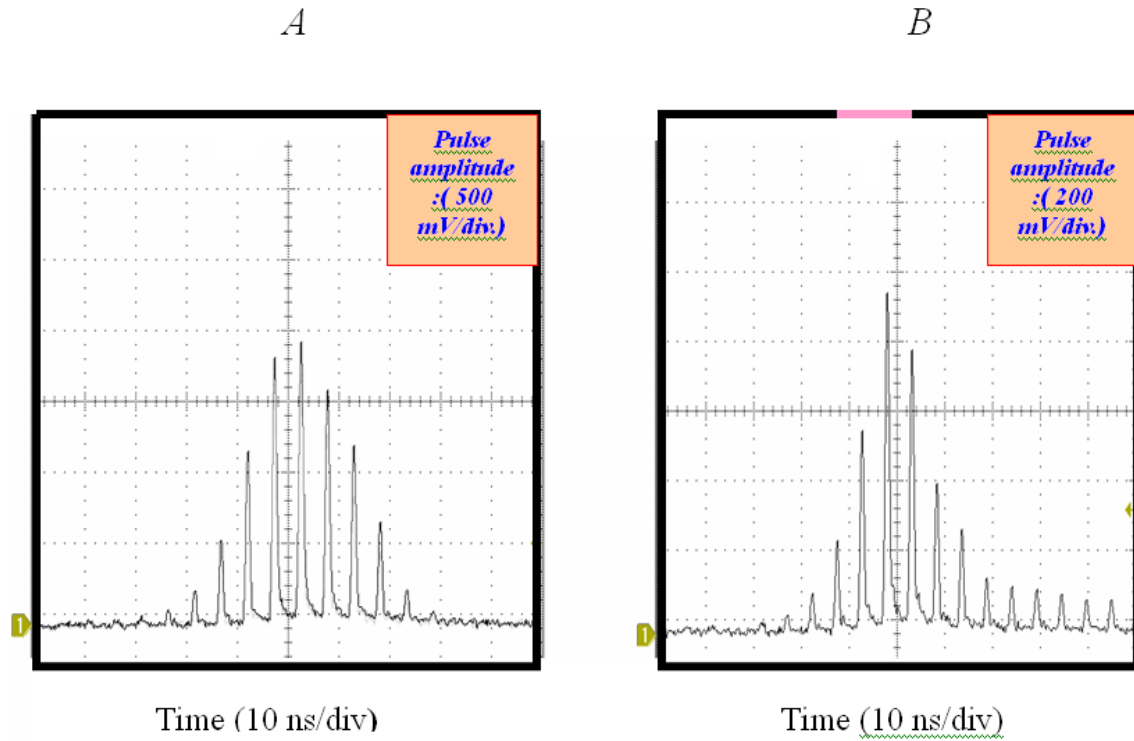 A
B
Pulse
amplitude
:( 500
mV/div.)
Pulse
amplitude
:( 200
mV/div.)
1
1
Time (10 ns/div)
Time (10 ns/div)